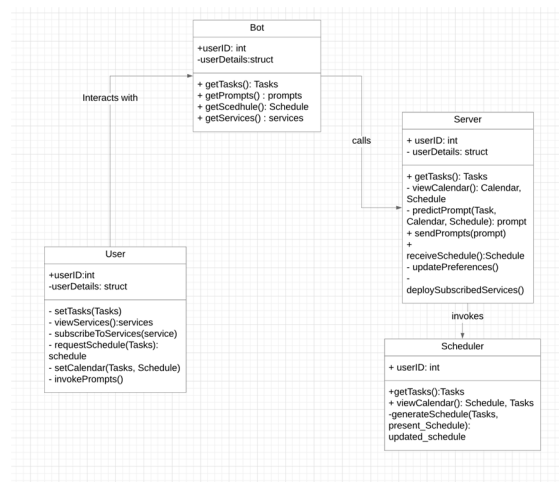 Bot
+userID: int
-userDetails:struct
+ getTasks(): Tasks
+ getPrompts() : prompts
+ getScedhule(): Schedule
+ getServices() : services
Interacts with
calls
Server
+ userID: int
- userDetails: struct
+ getTasks(): Tasks
- viewCalendar(): Calendar,
Schedule
- predictPrompt(Task,
Calendar, Schedule): prompt
+ sendPrompts(prompt)
+
receiveSchedule():Schedule
- updatePreferences()
-
deploySubscribedServices()
User
+userID:int
-userDetails: struct
- setTasks(Tasks)
- viewServices():services
- subscribeToServices(service)
- requestSchedule(Tasks):
schedule
- setCalendar(Tasks, Schedule)
- invokePrompts()
invokes
Scheduler
+ userID: int
+getTasks():Tasks
+ viewCalendar(): Schedule, Tasks
-generateSchedule(Tasks,
present_Schedule):
updated_schedule